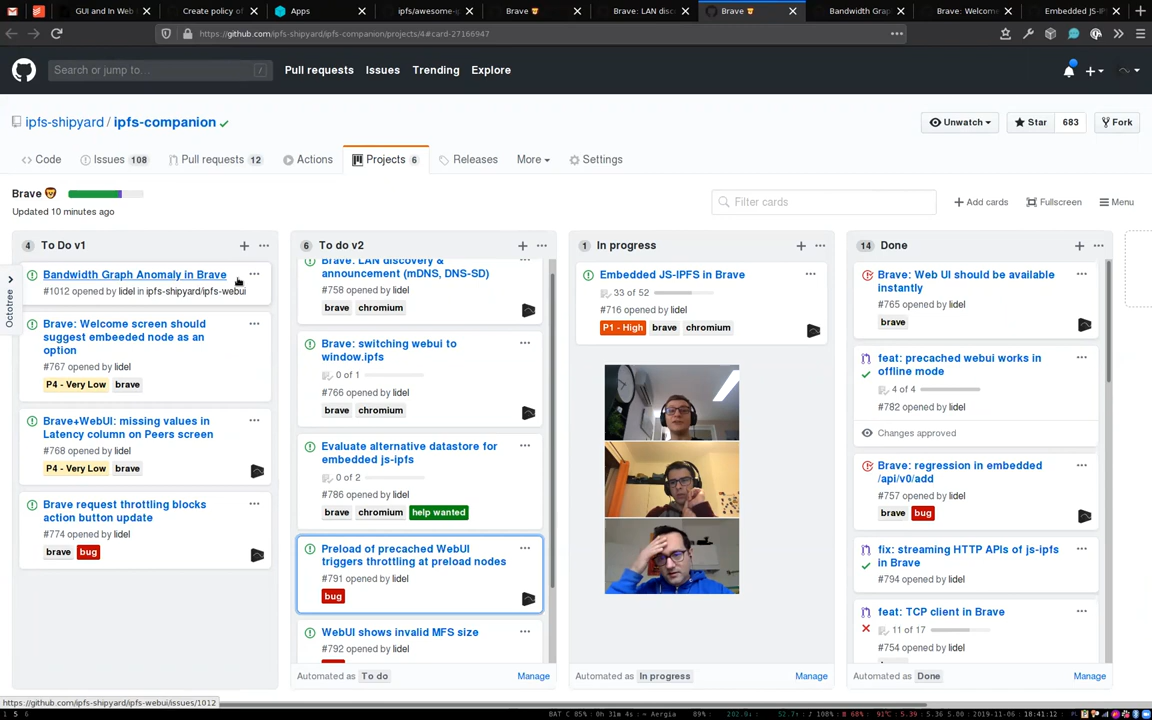 GUI and In Web
Create policy of
Apps
ipfs/awesome-i
Brave
Brave: LAN disc
Brave
Bandwidth Grap
Brave: Welcome
Embedded JS-IP
https://github.com/ipfs-shipyard/ipfs-companion/projects/4#card-27166947
Search or jump to… /
Pull requests
Issues
Trending
Explore
ipfs-shipyard / ipfs-companion
Unwatch
Star 683
Fork
Code
Issues 108
Pull requests 12
Actions
Projects 6
Releases
More
Settings
Brave
Updated 10 minutes ago
Filter cards
Add cards
Fullscreen
Menu
Octotree
4 To Do v1
Bandwidth Graph Anomaly in Brave
#1012 opened by lidel in ipfs-shipyard/ipfs-webui
Brave: Welcome screen should
suggest embeeded node as an
option
#767 opened by lidel
P4 - Very Low brave
Brave+WebUI: missing values in
Latency column on Peers screen
#768 opened by lidel
P4 - Very Low brave
Brave request throttling blocks
action button update
#774 opened by lidel
brave bug
6 To do v2
Brave: LAN discovery &
announcement (mDNS, DNS-SD)
#758 opened by lidel
brave chromium
Brave: switching webui to
window.ipfs
0 of 1
#766 opened by lidel
brave chromium
Evaluate alternative datastore for
embedded js-ipfs
0 of 2
#786 opened by lidel
brave chromium help wanted
Preload of precached WebUI
triggers throttling at preload nodes
#791 opened by lidel
bug
WebUI shows invalid MFS size
#792 opened by lidel
Automated as To do
Manage
1 In progress
Embedded JS-IPFS in Brave
33 of 52
#716 opened by lidel
P1 - High brave chromium
Automated as In progress
Manage
14 Done
Brave: Web UI should be available
instantly
#765 opened by lidel
brave
feat: precached webui works in
offline mode
4 of 4
#782 opened by lidel
Changes approved
Brave: regression in embedded
/api/v0/add
#757 opened by lidel
brave bug
fix: streaming HTTP APIs of js-ipfs
in Brave
#794 opened by lidel
feat: TCP client in Brave
11 of 17
#754 opened by lidel
Automated as Done
Manage
https://github.com/ipfs-shipyard/ipfs-webui/issues/1012
1 5 6